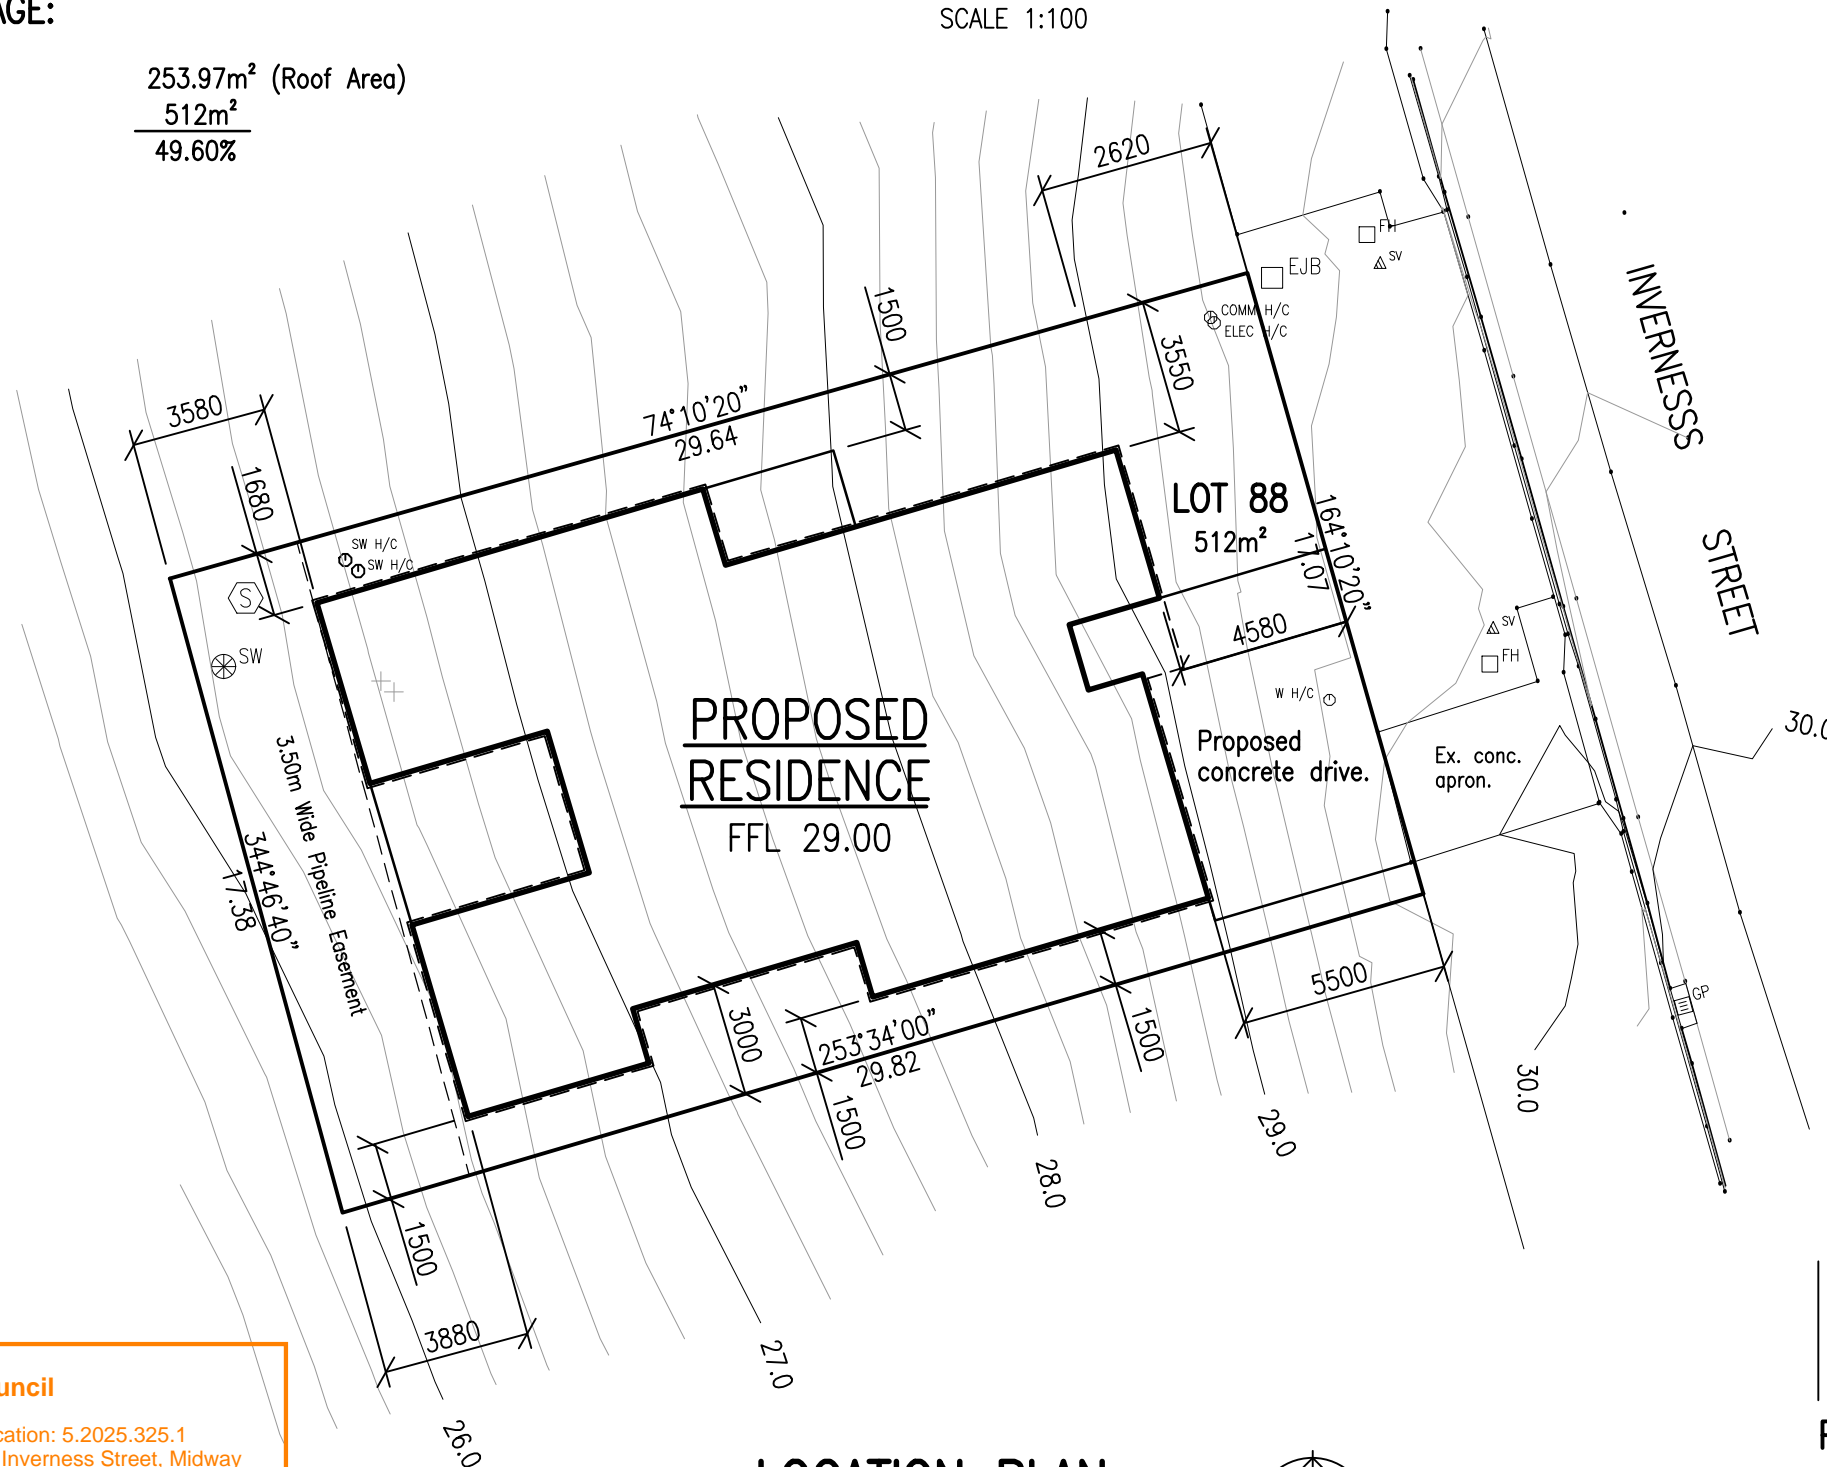 AGE:
SCALE 1:100
253.97m² (Roof Area)
512m²
49.60%
2620
FH
SV
EJB
COMM H/C
ELEC H/C
INVERNESS
STREET
1500
3550
3580
74°10'20"
29.64
1680
SW H/C
SW H/C
S
SW
LOT 88
512m²
164°10'20"
17.07
4580
SV
FH
W H/C
PROPOSED
RESIDENCE
FFL 29.00
Proposed
concrete drive.
Ex. conc.
apron.
30.0
3.50m Wide Pipeline Easement
344°46'40"
17.38
5500
GP
3000
253°34'00"
29.82
1500
1500
30.0
29.0
28.0
1500
3880
27.0
26.0
uncil
cation: 5.2025.325.1
Inverness Street, Midway
LOCATION PLAN